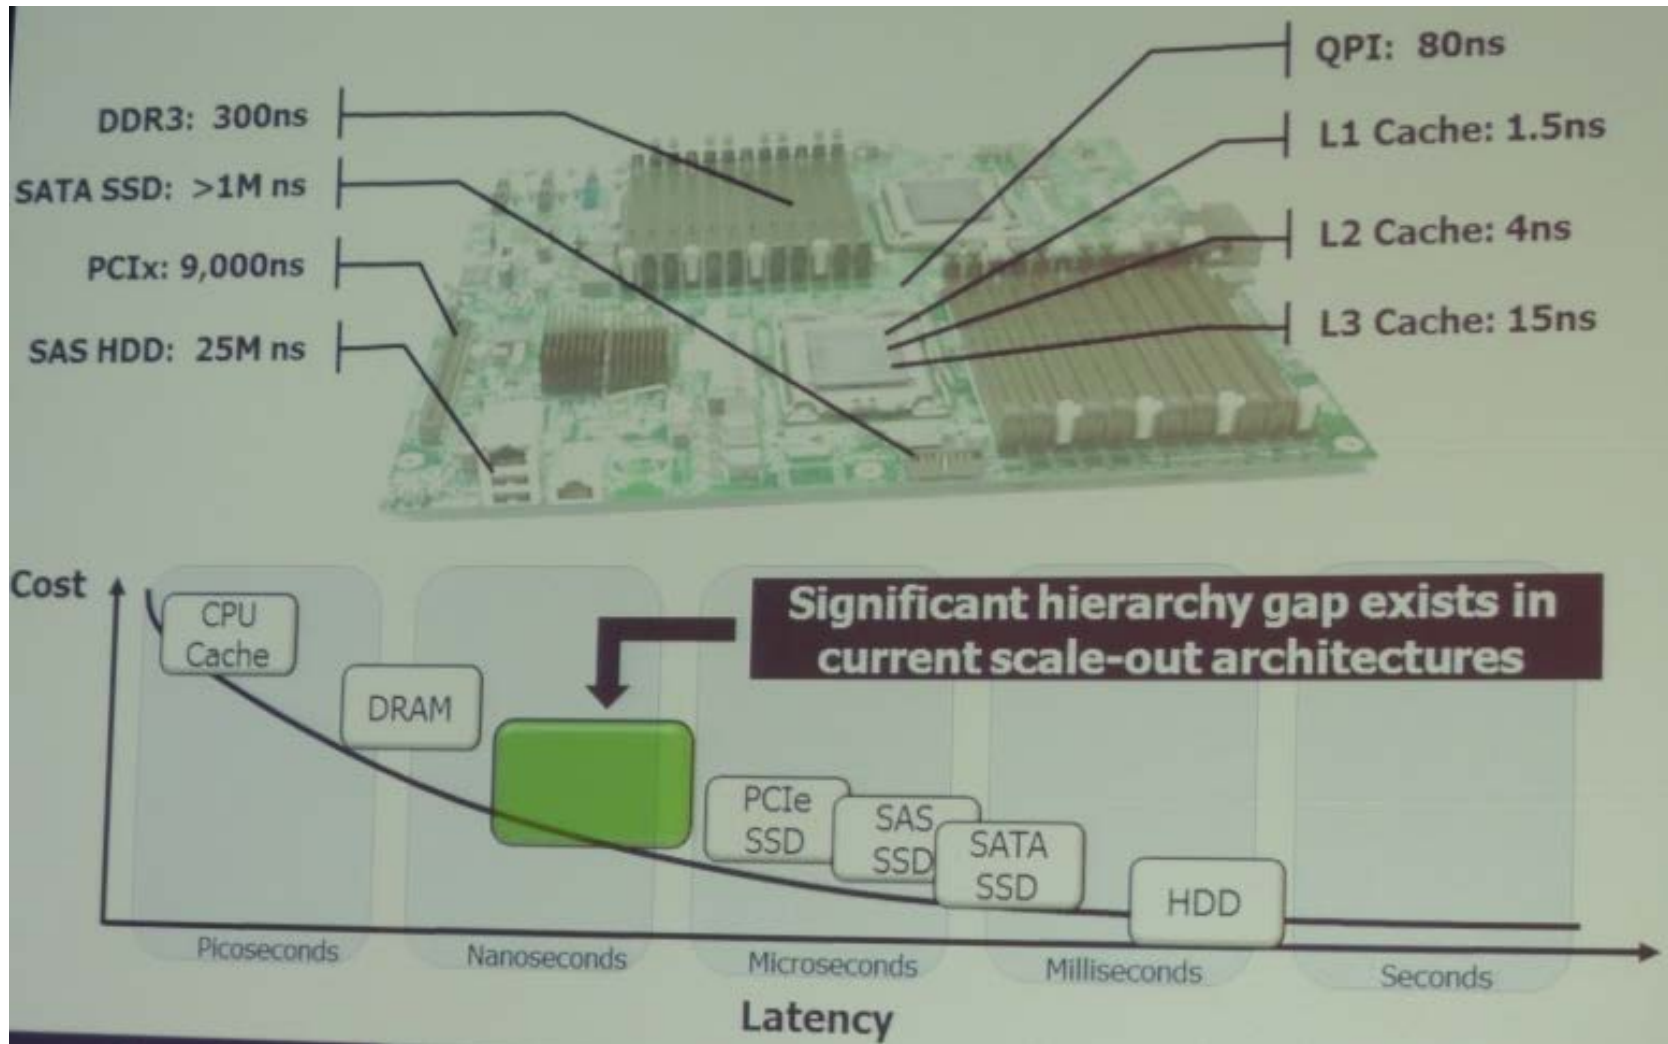 DDR3: 300ns
SATA SSD: >1M ns
PCIx: 9,000ns
SAS HDD: 25M ns
QPI: 80ns
L1 Cache: 1.5ns
L2 Cache: 4ns
L3 Cache: 15ns
Cost
Significant hierarchy gap exists in
current scale-out architectures
CPU
Cache
DRAM
PCIe
SSD
SAS
SSD
SATA
SSD
HDD
Picoseconds
Nanoseconds
Microseconds
Milliseconds
Seconds
Latency